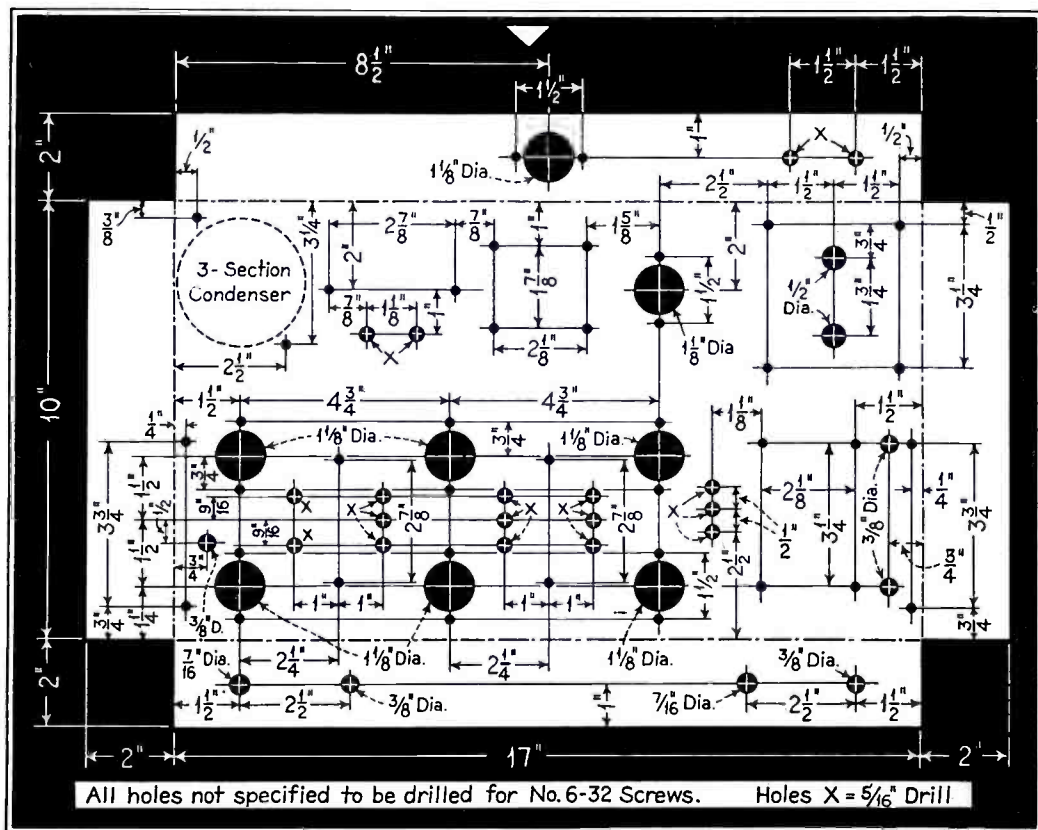 8 1/2"
1 1/2"
1 1/2" 1 1/2"
2"
1/2"
1 1/8" Dia.
1"
X
1/2"
2 1/2" 1 1/2" 1 1/2"
3/8"
3-Section
Condenser
3 1/4"
2 7/8" 7/8" 1" 1 5/8"
2" 2"
3/4"
1/2"
1 7/8"
1 1/2"
1/2"
Dia.
1 3/4"
3 1/4"
7/8" 1 1/8" 1"
X
2 1/8"
1 1/8" Dia
2 1/2"
10"
1 1/2" 4 3/4" 4 3/4"
1 1/8" 1 1/2"
1/4"
1 1/8" Dia. 3/4" 1 1/8" Dia.
3/4"
3 3/4" 1 1/2" 9/16 X X 2 7/8" X X 2 7/8" X 2 1/8" 3 1/4" 3/8" Dia. 1/4" 3 3/4"
1/2 9/16" X
1 1/2" 1/2"
3/4" 2 1/2" 3/4"
1 1/2"
1" 1" 1" 1"
3/4" 1 1/4" 3/8" D. 3/4"
7/16" Dia. 2 1/4" 1 1/8" Dia. 2 1/4" 1 1/8" Dia. 3/8" Dia.
2"
1 1/2" 2 1/2" 3/8" Dia. 1" 7/16" Dia. 2 1/2" 1 1/2"
2" 17" 2"
All holes not specified to be drilled for No. 6-32 Screws. Holes X = 5/16" Drill